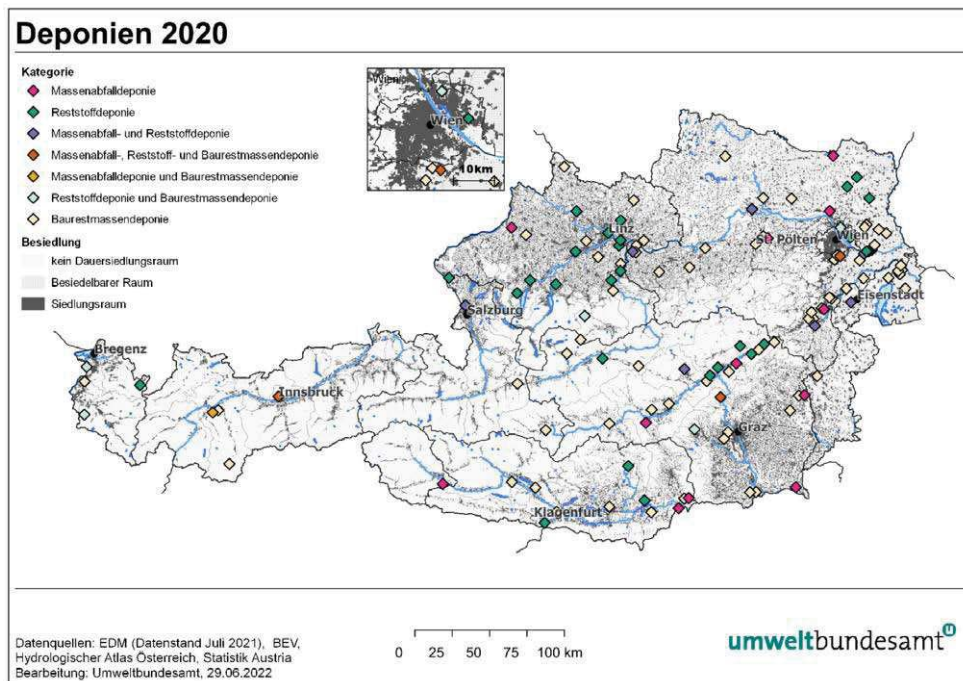 Deponien 2020
Kategorie
Massenabfalldeponie
Reststoffdeponie
Massenabfall- und Reststoffdeponie
Massenabfall-, Reststoff- und Baurestmassendeponie
Massenabfalldeponie und Baurestmassendeponie
Reststoffdeponie und Baurestmassendeponie
Baurestmassendeponie
Besiedlung
kein Dauersiedlungsraum
Besiedelbarer Raum
Siedlungsraum
Wien
Wien
10km
Linz
St. Pölten
Wien
Eisenstadt
Salzburg
Bregenz
Innsbruck
Graz
Klagenfurt
Datenquellen: EDM (Datenstand Juli 2021), BEV,
Hydrologischer Atlas Österreich, Statistik Austria
Bearbeitung: Umweltbundesamt, 29.06.2022
0 25 50 75 100 km
umweltbundesamt u